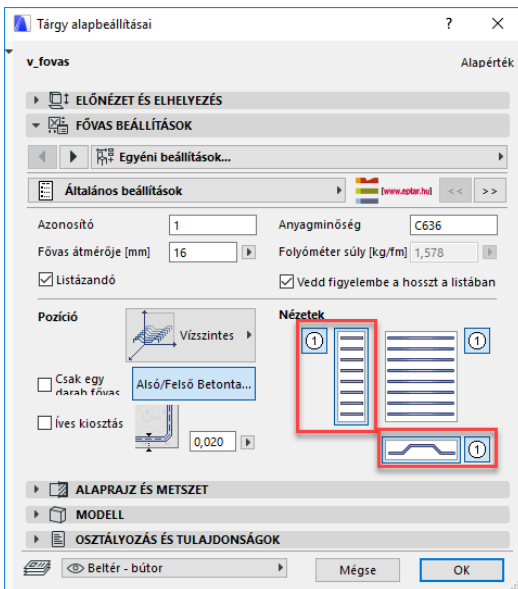 Tárgy alapbeállításai ? ×
v_fovas Alapérték
ELŐNÉZET ÉS ELHELYEZÉS
FŐVAS BEÁLLÍTÁSOK
Egyéni beállítások...
Általános beállítások [www.eptar.hu] << >>
Azonosító 1 Anyagminőség C636
Fővas átmérője [mm] 16 Folyóméter súly [kg/fm] 1,578
Listázandó Vedd figyelembe a hosszt a listában
Pozíció Nézetek
Vízszintes 1 1
Csak egy darab fővas Alsó/Felső Betonta...
Íves kiosztás 0,020 1
ALAPRAJZ ÉS METSZET
MODELL
OSZTÁLYOZÁS ÉS TULAJDONSÁGOK
Beltér - bútor Mégse OK